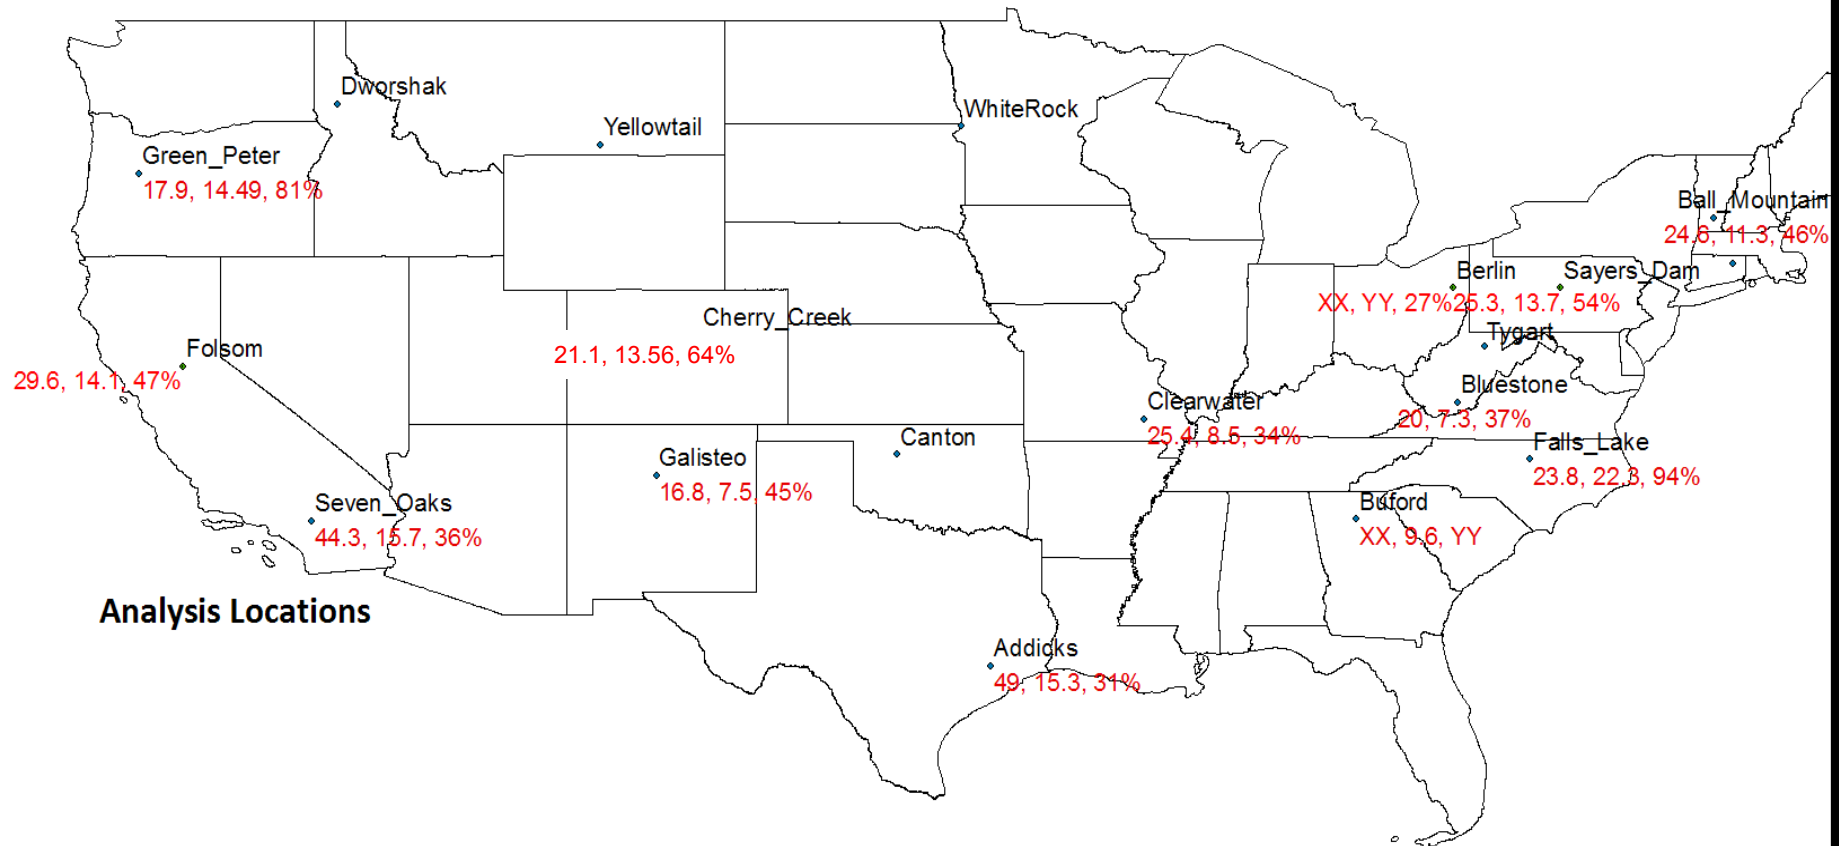 Dworshak
Yellowtail
WhiteRock
Green_Peter
17.9, 14.49, 81%
Ball_Mountain
24.6, 11.3, 46%
Berlin
XX, YY, 27%
Sayers_Dam
25.3, 13.7, 54%
Cherry_Creek
21.1, 13.56, 64%
Tygart
Folsom
29.6, 14.1, 47%
Bluestone
20, 7.3, 37%
Clearwater
25.4, 8.5, 34%
Canton
Falls_Lake
23.8, 22.3, 94%
Galisteo
16.8, 7.5, 45%
Seven_Oaks
44.3, 15.7, 36%
Buford
XX, 9.6, YY
Analysis Locations
Addicks
49, 15.3, 31%